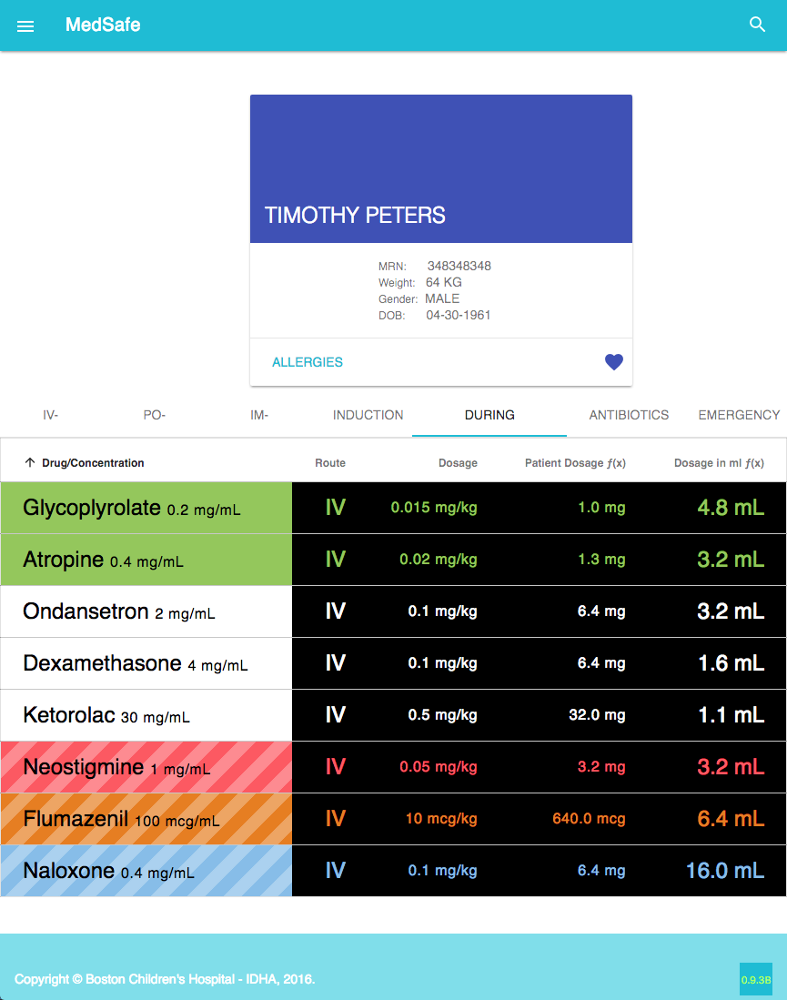 MedSafe
TIMOTHY PETERS
MRN: 348348348
Weight: 64 KG
Gender: MALE
DOB: 04-30-1961
ALLERGIES
IV- PO- IM- INDUCTION DURING ANTIBIOTICS EMERGENCY
Drug/Concentration Route Dosage Patient Dosage ƒ(x) Dosage in ml ƒ(x)
Glycoplyrolate 0.2 mg/mL IV 0.015 mg/kg 1.0 mg 4.8 mL
Atropine 0.4 mg/mL IV 0.02 mg/kg 1.3 mg 3.2 mL
Ondansetron 2 mg/mL IV 0.1 mg/kg 6.4 mg 3.2 mL
Dexamethasone 4 mg/mL IV 0.1 mg/kg 6.4 mg 1.6 mL
Ketorolac 30 mg/mL IV 0.5 mg/kg 32.0 mg 1.1 mL
Neostigmine 1 mg/mL IV 0.05 mg/kg 3.2 mg 3.2 mL
Flumazenil 100 mcg/mL IV 10 mcg/kg 640.0 mcg 6.4 mL
Naloxone 0.4 mg/mL IV 0.1 mg/kg 6.4 mg 16.0 mL
Copyright © Boston Children's Hospital - IDHA, 2016.
0.9.3B